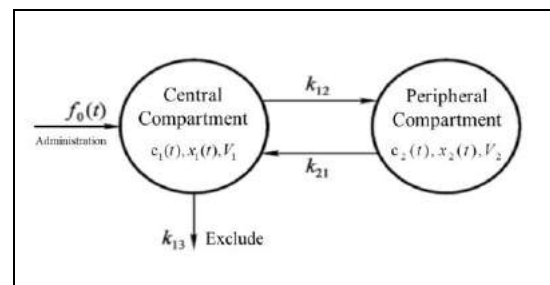 f₀(t)
Administration
Central
Compartment
c₁(t), x₁(t), V₁
k₁₂
k₂₁
Peripheral
Compartment
c₂(t), x₂(t), V₂
k₁₃ Exclude